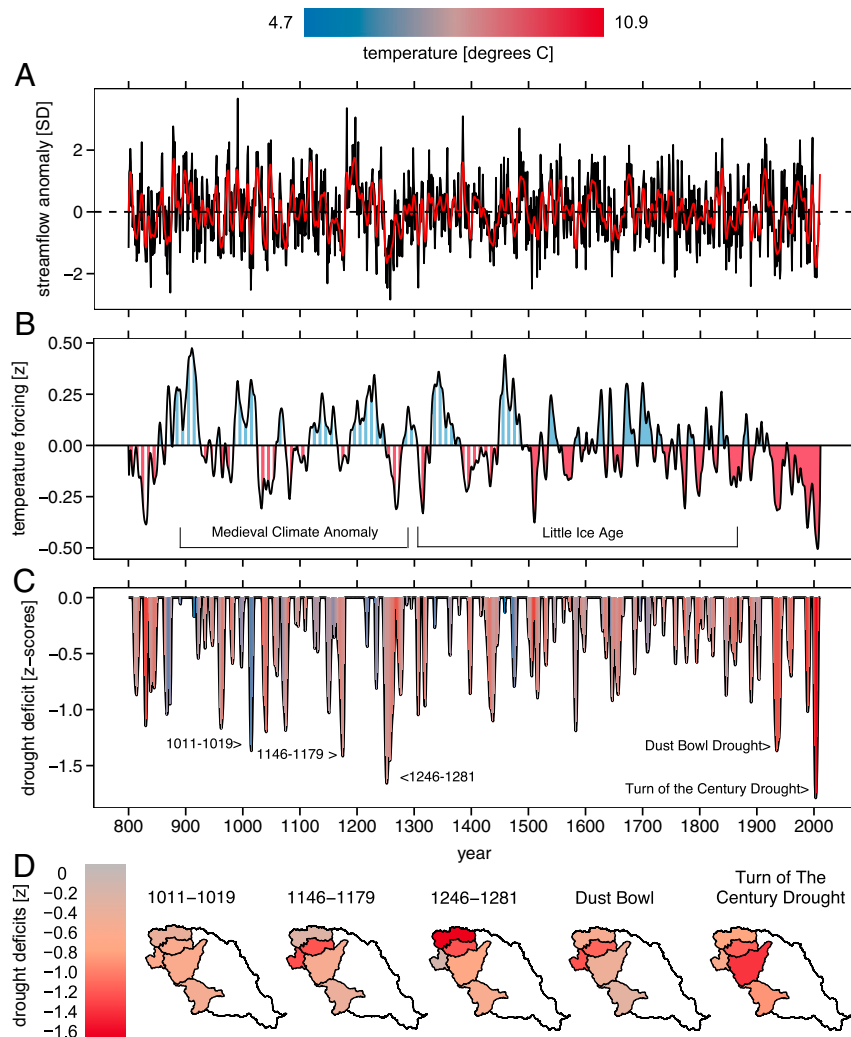 4.7 10.9
temperature [degrees C]
A
streamflow anomaly [SD]
2
0
−2
B
temperature forcing [z]
0.50
0.25
0.00
−0.25
−0.50
Medieval Climate Anomaly
Little Ice Age
C
drought deficit [z−scores]
0.0
−0.5
−1.0
−1.5
1011-1019>
1146-1179 >
<1246-1281
Dust Bowl Drought>
Turn of the Century Drought>
800 900 1000 1100 1200 1300 1400 1500 1600 1700 1800 1900 2000
year
D
drought deficits [z]
0
−0.2
−0.4
−0.6
−0.8
−1.0
−1.2
−1.4
−1.6
1011−1019
1146−1179
1246−1281
Dust Bowl
Turn of The
Century Drought